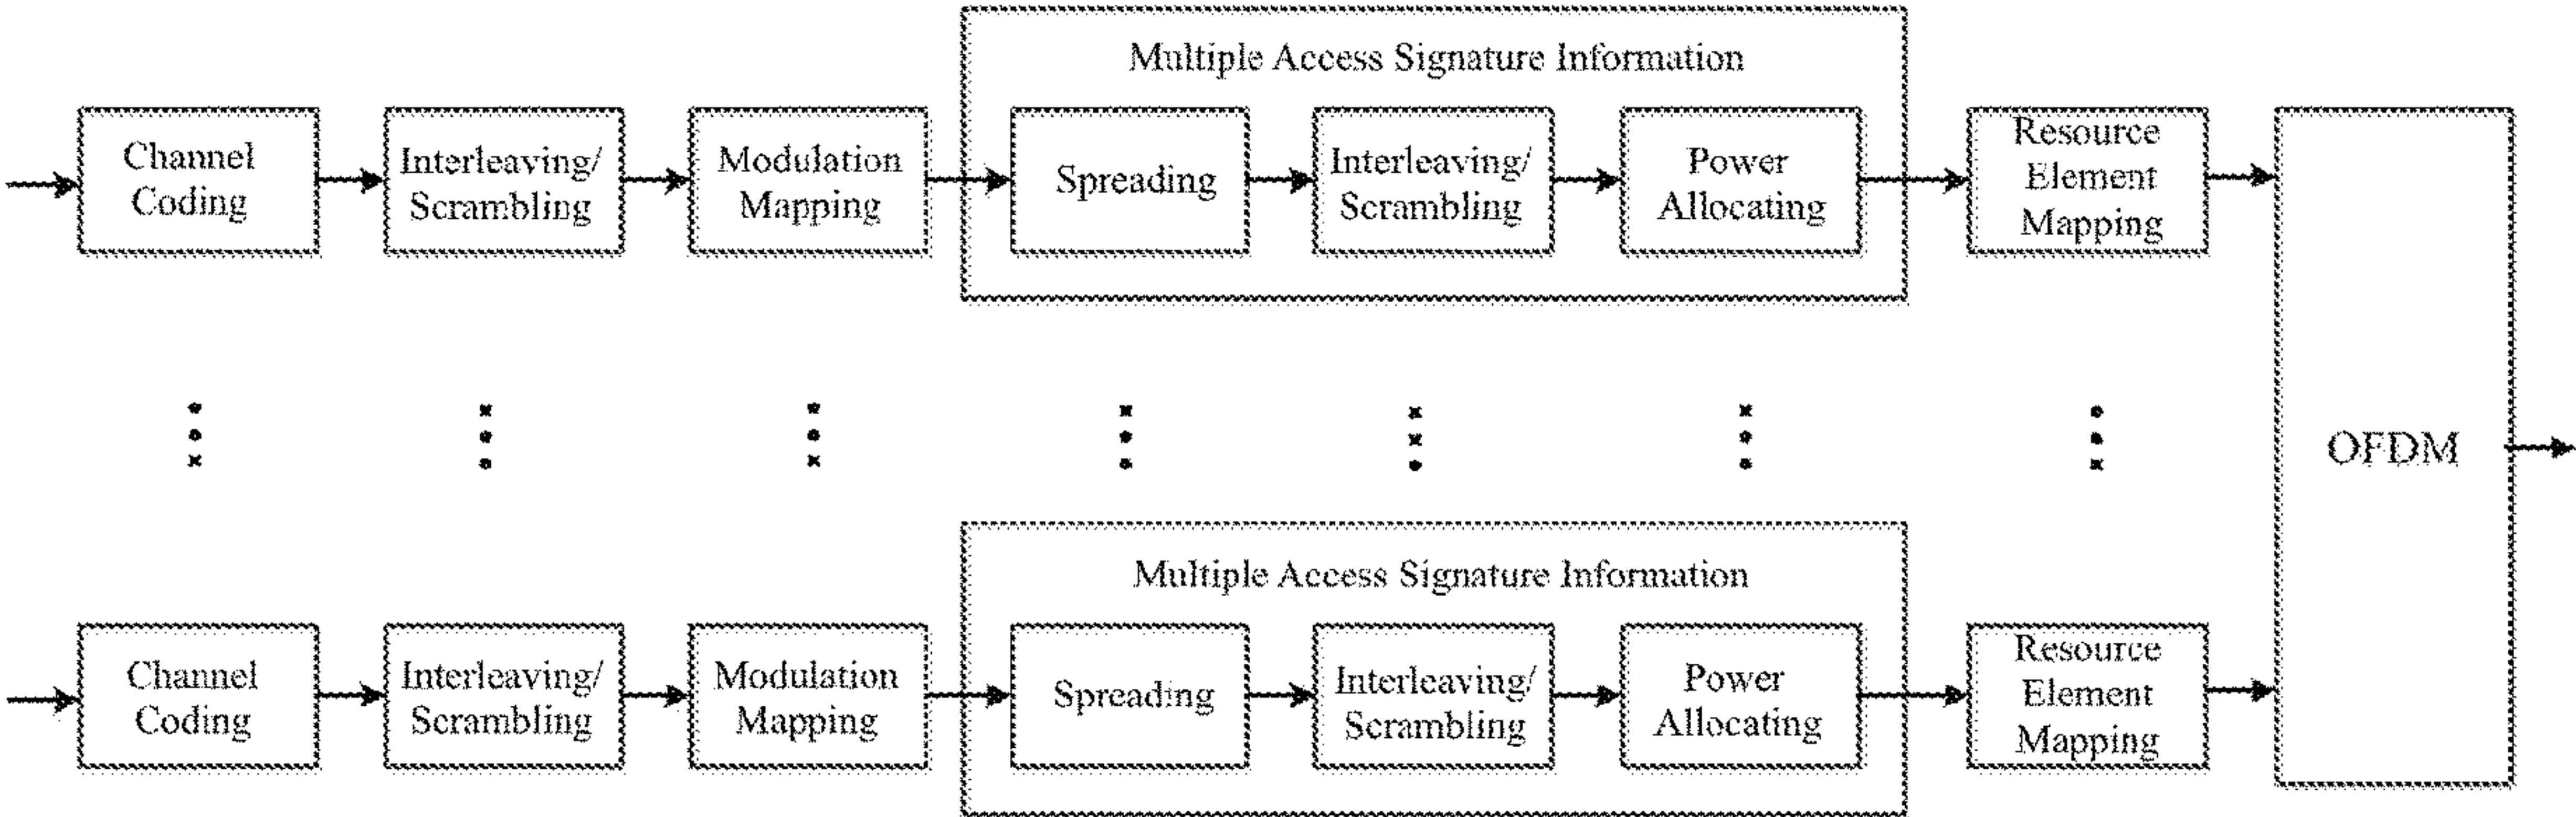 Multiple Access Signature Information
Channel
Coding
Interleaving/
Scrambling
Modulation
Mapping
Spreading
Interleaving/
Scrambling
Power
Allocating
Resource
Element
Mapping
OFDM
Multiple Access Signature Information
Channel
Coding
Interleaving/
Scrambling
Modulation
Mapping
Spreading
Interleaving/
Scrambling
Power
Allocating
Resource
Element
Mapping